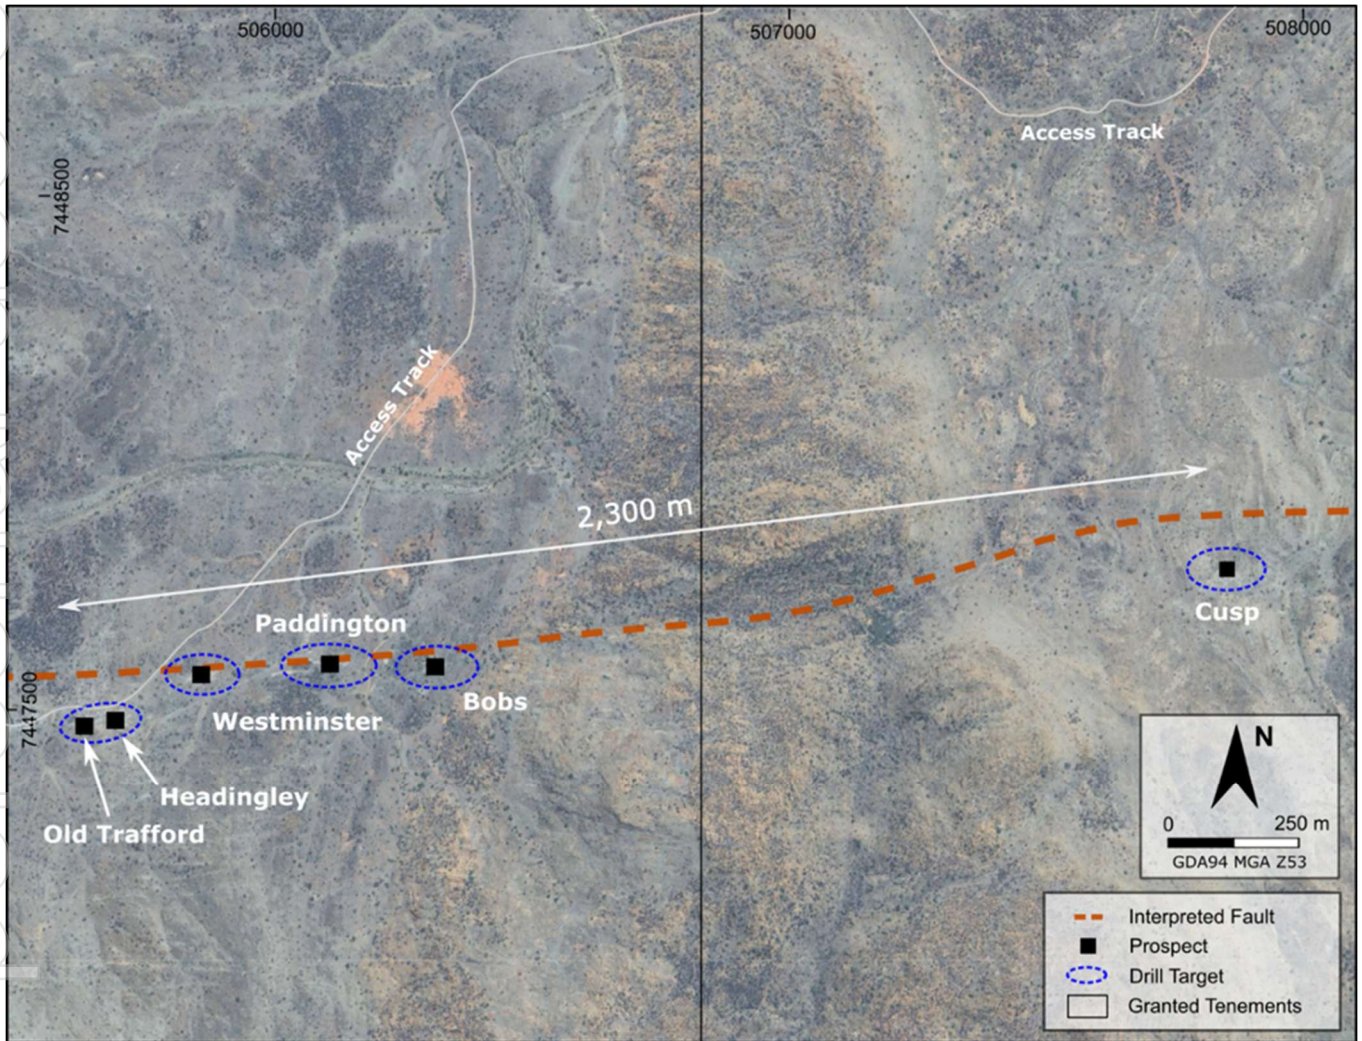 506000
507000
508000
Access Track
7448500
Access Track
2,300 m
Paddington
Cusp
7447500
Bobs
Westminster
Headingley
Old Trafford
N
0 250 m
GDA94 MGA Z53
Interpreted Fault
Prospect
Drill Target
Granted Tenements